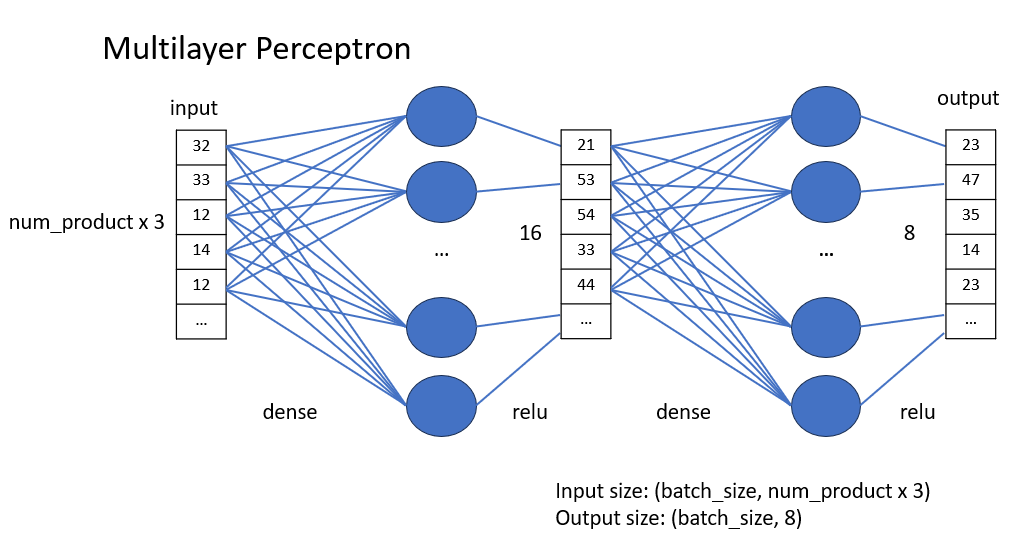 Multilayer Perceptron
input
output
num_product x 3
32
33
12
14
12
...
...
16
21
53
54
33
44
...
...
8
23
47
35
14
23
...
dense
relu
dense
relu
Input size: (batch_size, num_product x 3)
Output size: (batch_size, 8)